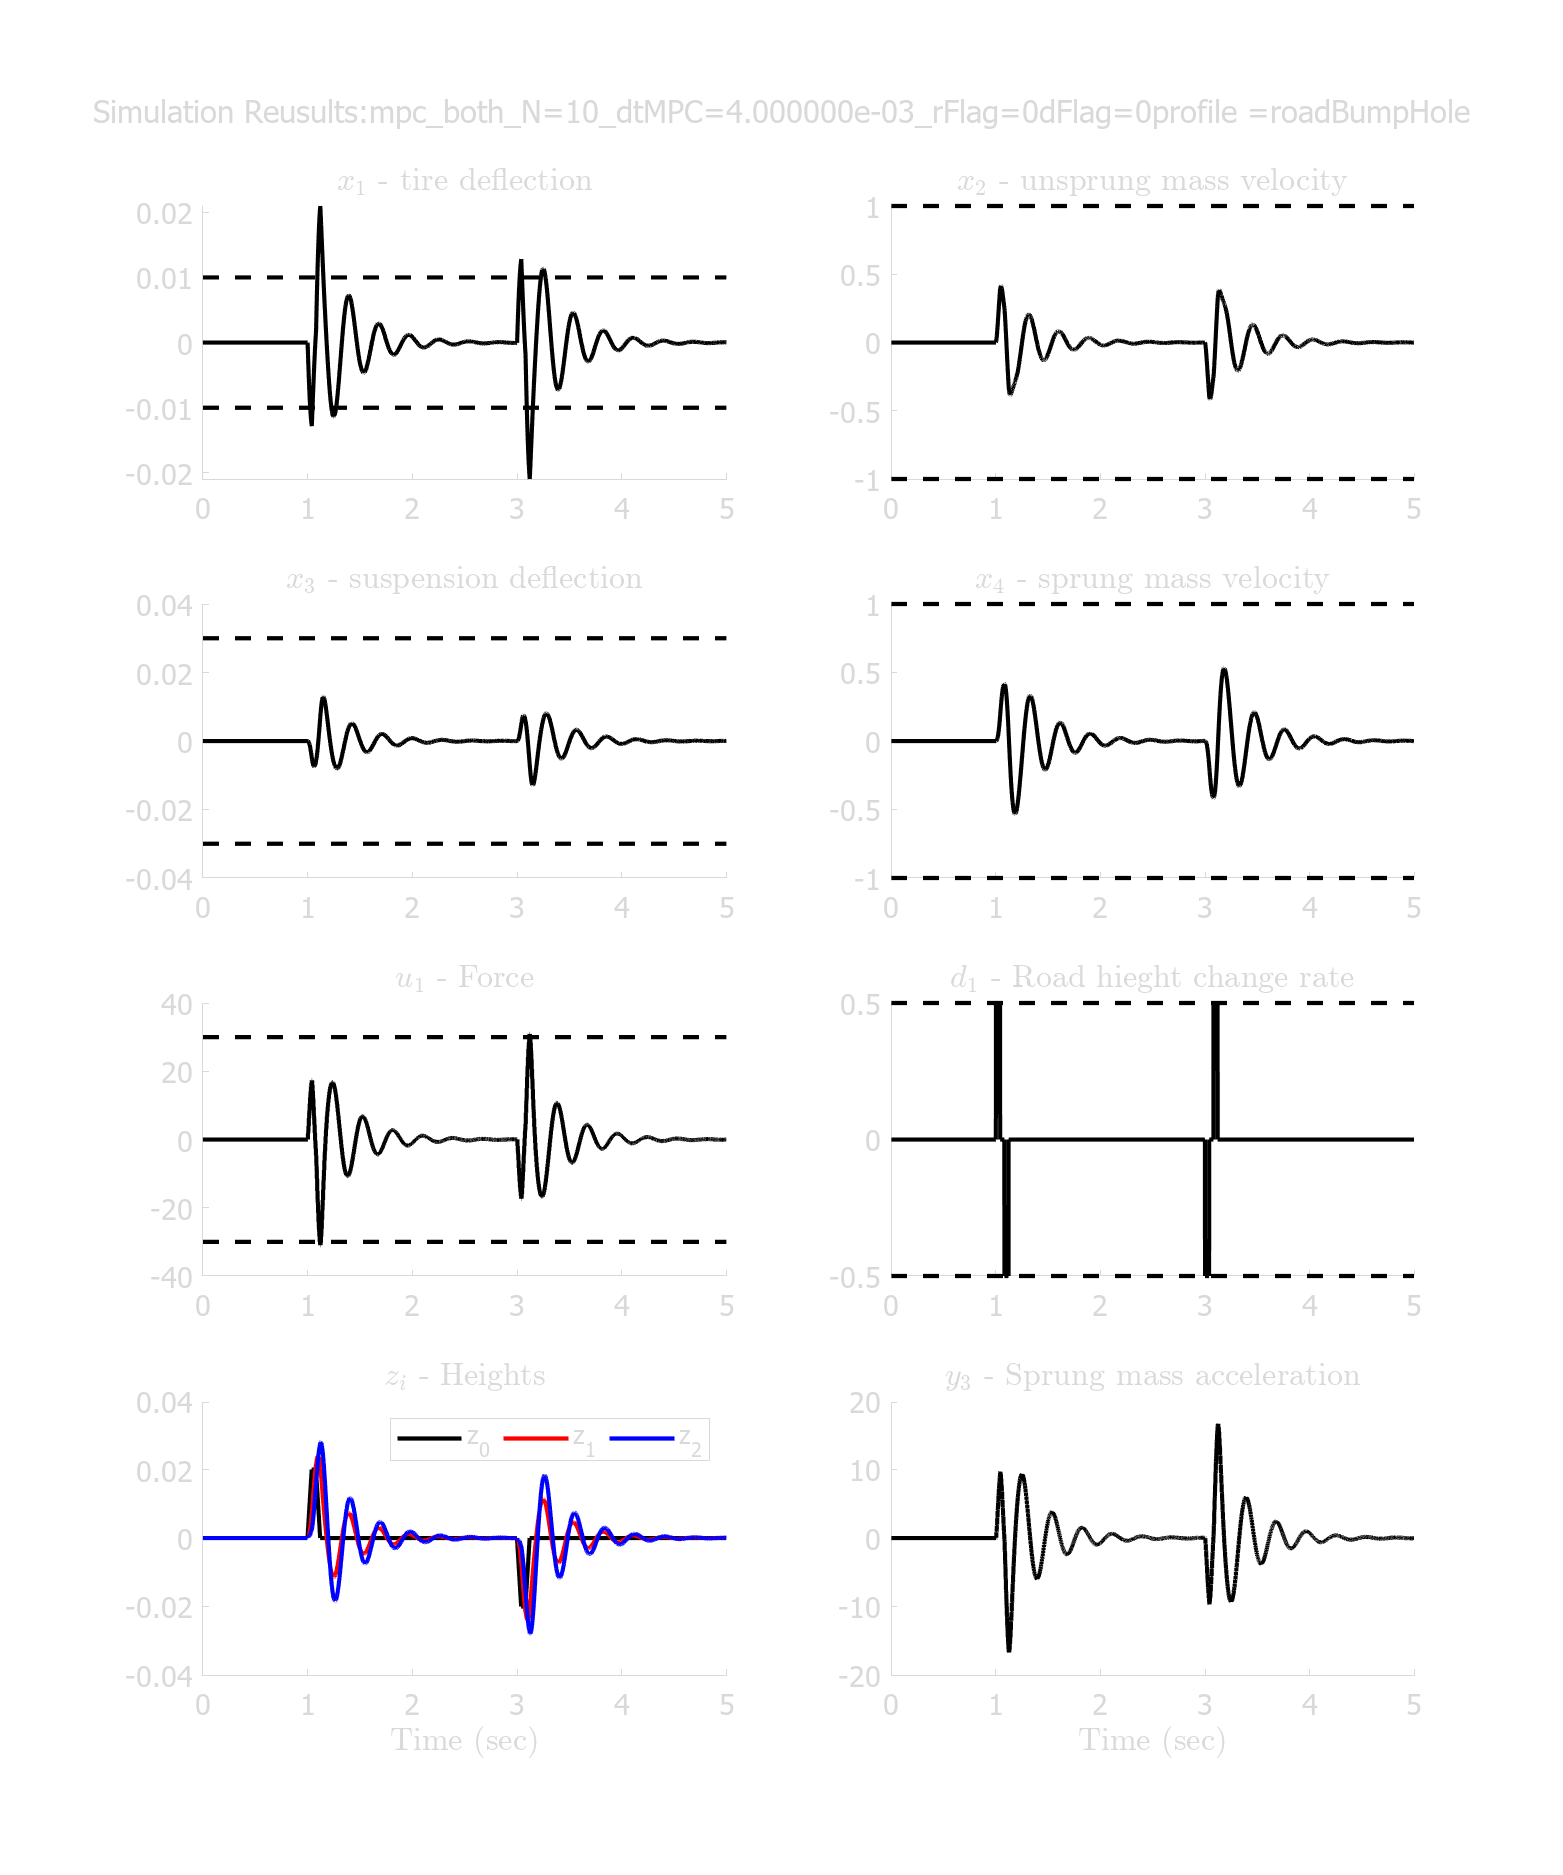 Simulation Reusults:mpc_both_N=10_dtMPC=4.000000e-03_rFlag=0dFlag=0profile =roadBumpHole
x1 - tire deflection
0.02
0.01
0
-0.01
-0.02
0 1 2 3 4 5
x2 - unsprung mass velocity
1
0.5
0
-0.5
-1
0 1 2 3 4 5
x3 - suspension deflection
0.04
0.02
0
-0.02
-0.04
0 1 2 3 4 5
x4 - sprung mass velocity
1
0.5
0
-0.5
-1
0 1 2 3 4 5
u1 - Force
40
20
0
-20
-40
0 1 2 3 4 5
d1 - Road hieght change rate
0.5
0
-0.5
0 1 2 3 4 5
zi - Heights
0.04
0.02
0
-0.02
-0.04
z0 z1 z2
0 1 2 3 4 5
Time (sec)
y3 - Sprung mass acceleration
20
10
0
-10
-20
0 1 2 3 4 5
Time (sec)